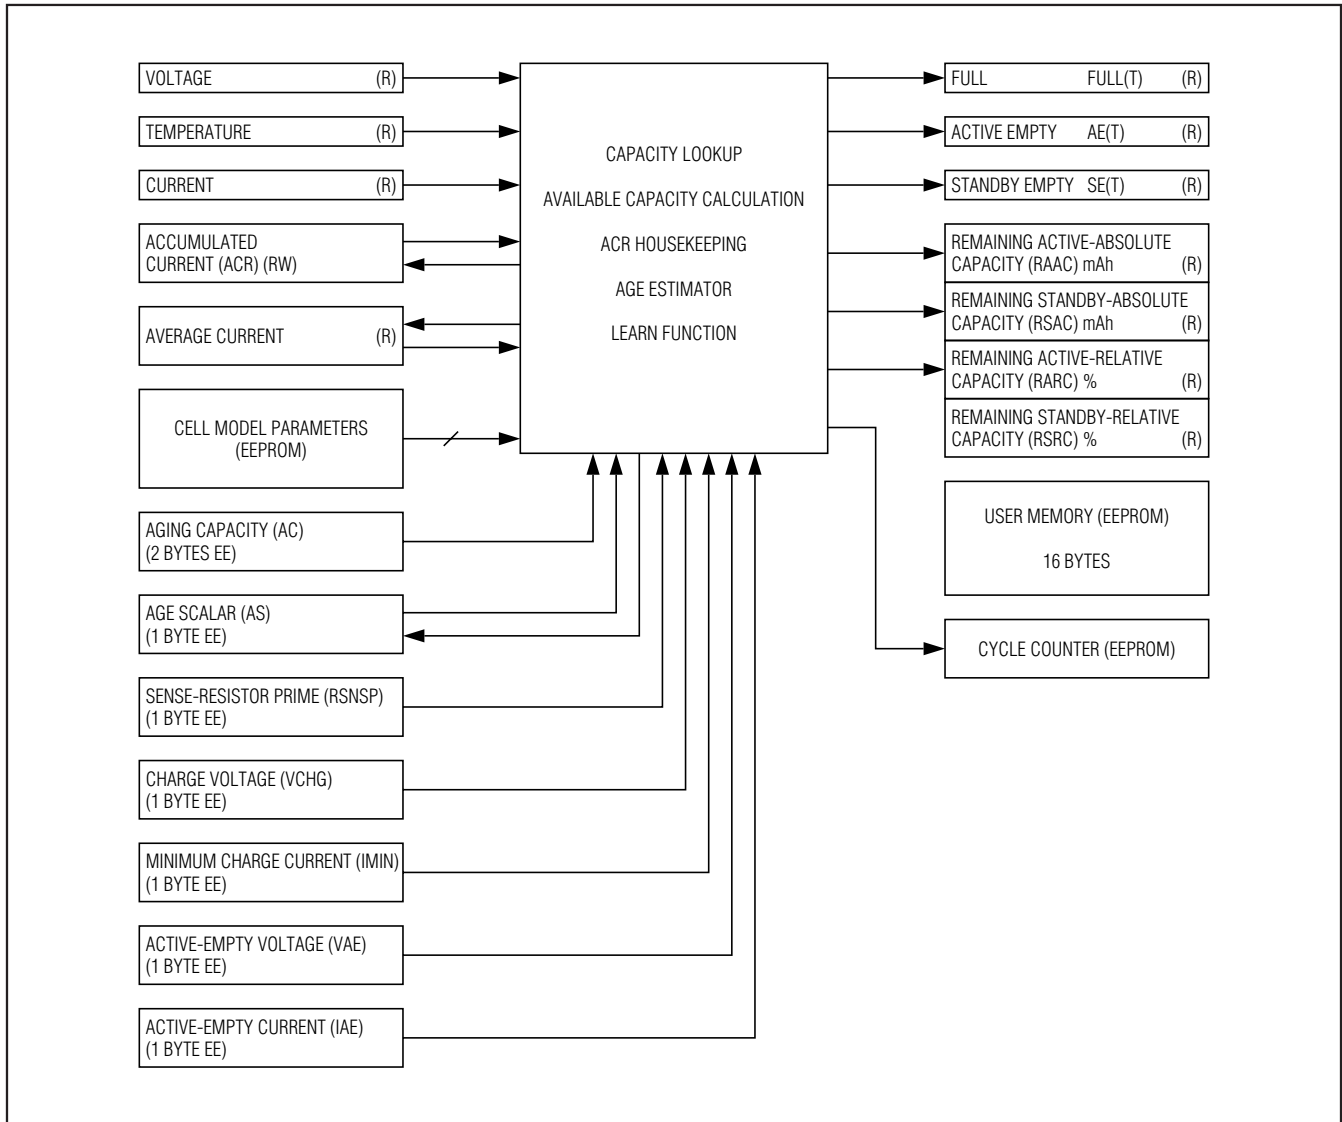 VOLTAGE (R)
TEMPERATURE (R)
CURRENT (R)
ACCUMULATED
CURRENT (ACR) (RW)
AVERAGE CURRENT (R)
CELL MODEL PARAMETERS
(EEPROM)
AGING CAPACITY (AC)
(2 BYTES EE)
AGE SCALAR (AS)
(1 BYTE EE)
SENSE-RESISTOR PRIME (RSNSP)
(1 BYTE EE)
CHARGE VOLTAGE (VCHG)
(1 BYTE EE)
MINIMUM CHARGE CURRENT (IMIN)
(1 BYTE EE)
ACTIVE-EMPTY VOLTAGE (VAE)
(1 BYTE EE)
ACTIVE-EMPTY CURRENT (IAE)
(1 BYTE EE)
CAPACITY LOOKUP
AVAILABLE CAPACITY CALCULATION
ACR HOUSEKEEPING
AGE ESTIMATOR
LEARN FUNCTION
FULL FULL(T) (R)
ACTIVE EMPTY AE(T) (R)
STANDBY EMPTY SE(T) (R)
REMAINING ACTIVE-ABSOLUTE
CAPACITY (RAAC) mAh (R)
REMAINING STANDBY-ABSOLUTE
CAPACITY (RSAC) mAh (R)
REMAINING ACTIVE-RELATIVE
CAPACITY (RARC) % (R)
REMAINING STANDBY-RELATIVE
CAPACITY (RSRC) % (R)
USER MEMORY (EEPROM)
16 BYTES
CYCLE COUNTER (EEPROM)